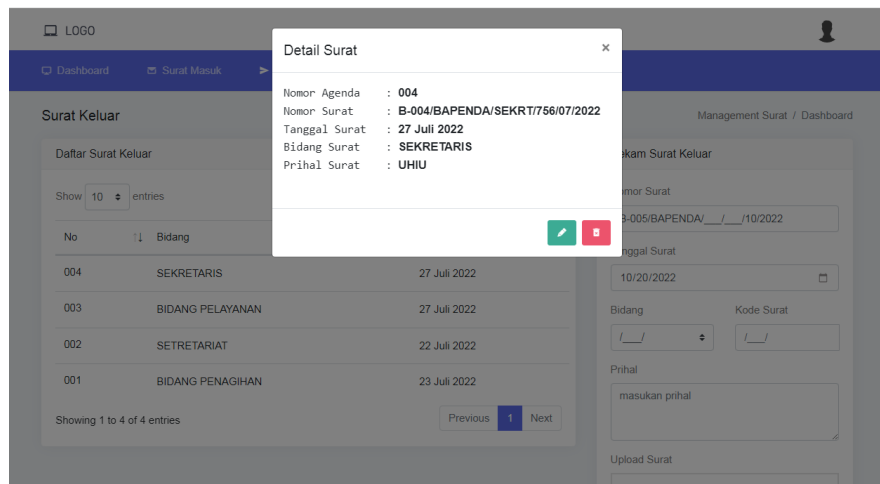 LOGO
Dashboard Surat Masuk
Detail Surat ×
Nomor Agenda : 004
Nomor Surat : B-004/BAPENDA/SEKRT/756/07/2022
Tanggal Surat : 27 Juli 2022
Bidang Surat : SEKRETARIS
Prihal Surat : UHIU
Surat Keluar
Management Surat / Dashboard
Daftar Surat Keluar
Show 10 entries
No Bidang
004 SEKRETARIS 27 Juli 2022
003 BIDANG PELAYANAN 27 Juli 2022
002 SETRETARIAT 22 Juli 2022
001 BIDANG PENAGIHAN 23 Juli 2022
Showing 1 to 4 of 4 entries
Previous 1 Next
ekam Surat Keluar
omor Surat
B-005/BAPENDA/___/___/10/2022
nggal Surat
10/20/2022
Bidang Kode Surat
/___/ /___/
Prihal
masukan prihal
Upload Surat